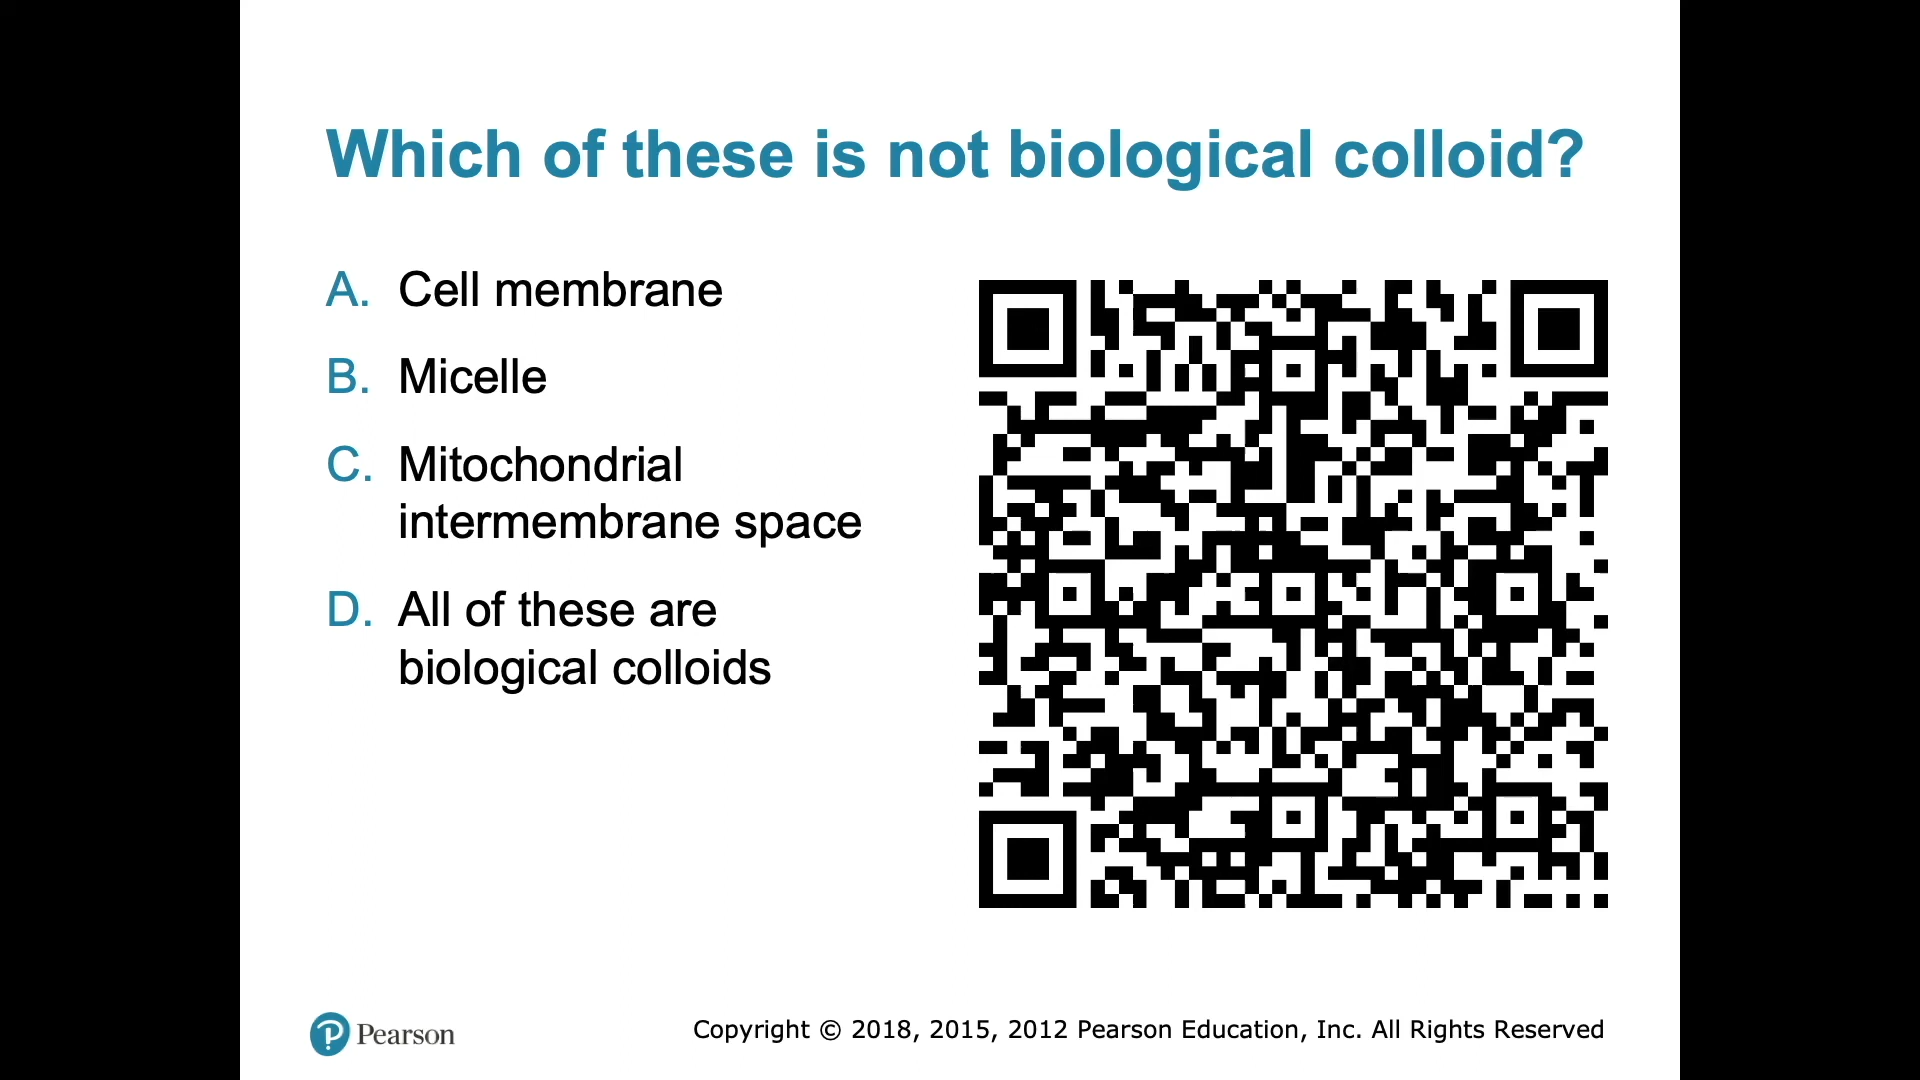 Which of these is not biological colloid?
A. Cell membrane
B. Micelle
C. Mitochondrial
intermembrane space
D. All of these are
biological colloids
Pearson
Copyright © 2018, 2015, 2012 Pearson Education, Inc. All Rights Reserved